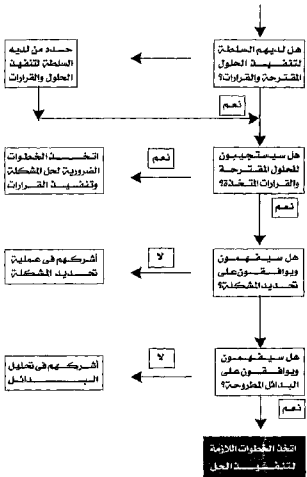 هل لديهم السلطة
لتنفيذ الحلول
المقترحة والقرارات؟
حدد من لديه
السلطة لتنفيذ
الحلول والقرارات
نعم
هل سيستجيبون
للحلول المقترحة
والقرارات المتخذة؟
نعم
اتخذ الخطوات
الضرورية لحل المشكلة
وتنفيذ القرارات
نعم
هل سيفهمون
ويوافقون على
تحديد المشكلة؟
لا
أشركهم فى عملية
تحديد المشكلة
هل سيفهمون
ويوافقون على
البدائل المطروحة؟
لا
أشركهم فى تحليل
البدائل
نعم
اتخذ الخطوات اللازمة
لتنفيذ الحل